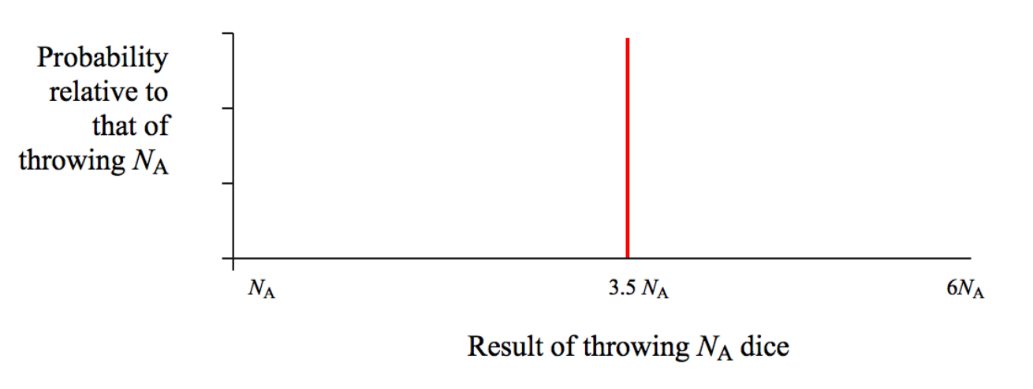 Probability
relative to
that of
throwing NA
NA
3.5 NA
6NA
Result of throwing NA dice